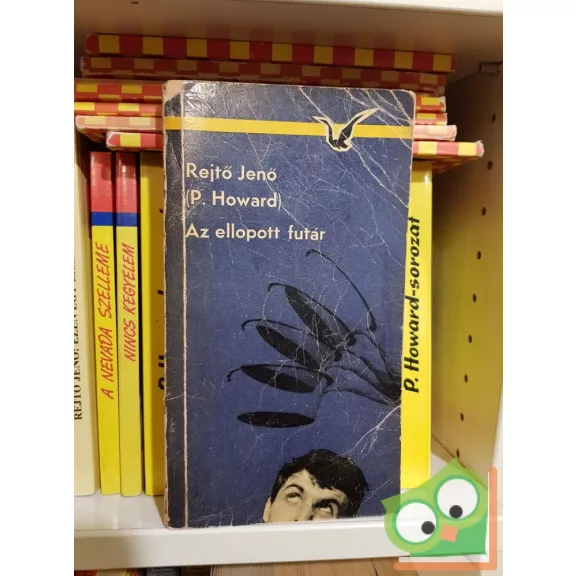 Rejtő Jenő
(P. Howard)
Az ellopott futár
A NEVADA SZELLEME
NINCS KEGYELEM
P. Howard-sorozat